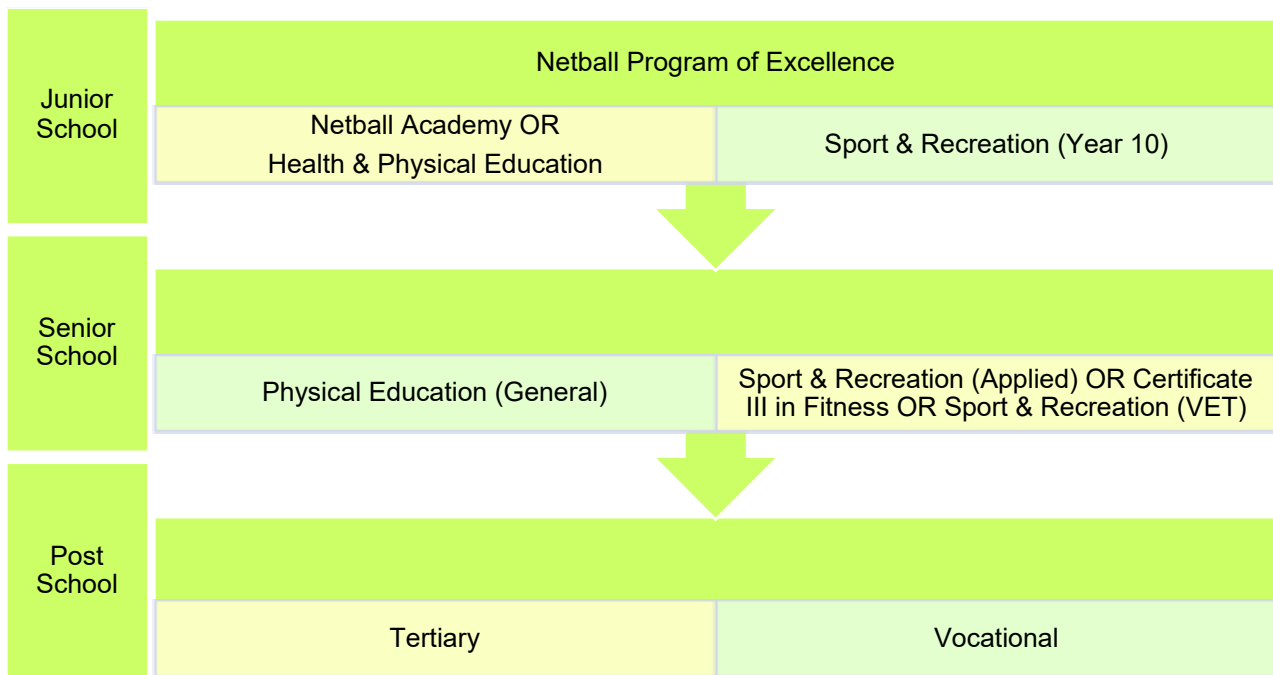 Junior
School
Netball Program of Excellence
Netball Academy OR
Health & Physical Education
Sport & Recreation (Year 10)
Senior
School
Physical Education (General)
Sport & Recreation (Applied) OR Certificate
III in Fitness OR Sport & Recreation (VET)
Post
School
Tertiary
Vocational